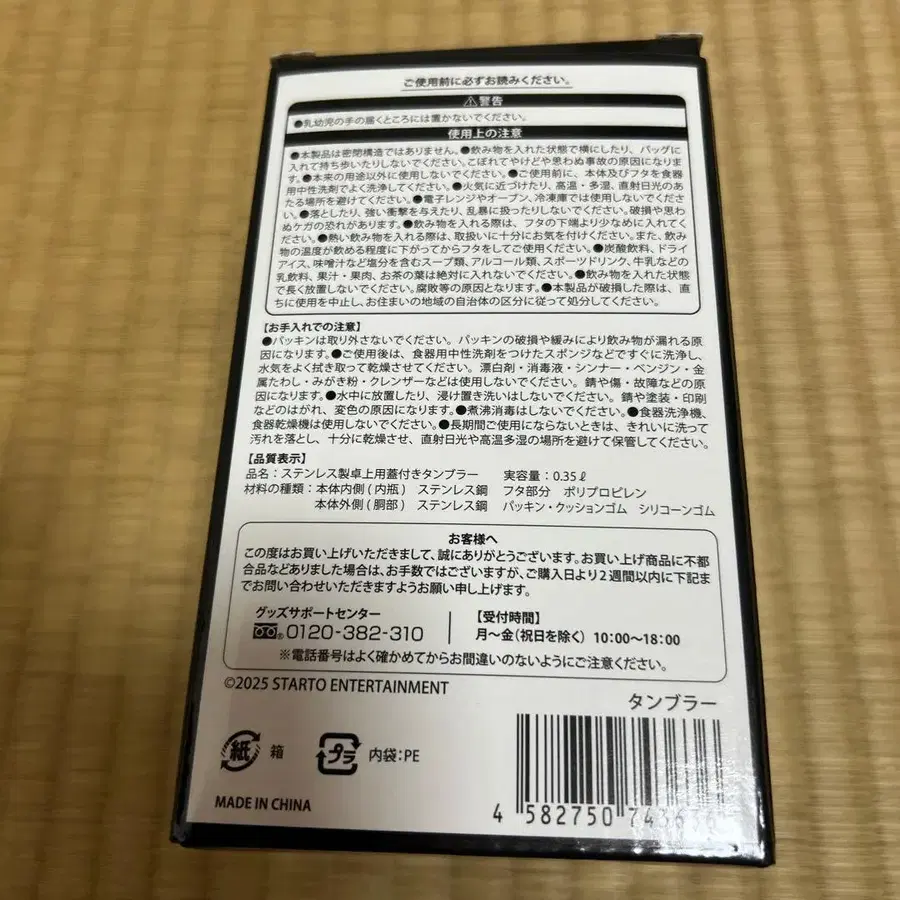 ご使用前に必ずお読みください。
⚠警告
●乳幼児の手の届くところには置かないでください。
使用上の注意
●本製品は密閉構造ではありません。●飲み物を入れた状態で横にしたり、バッグに
入れて持ち歩いたりしないでください。こぼれてやけどや思わぬ事故の原因になりま
す。●本来の用途以外に使用しないでください。●ご使用前に、本体及びフタを食器
用中性洗剤でよく洗浄してください。●火気に近づけたり、高温・多湿、直射日光のあ
たる場所を避けてください。●電子レンジやオーブン、冷凍庫では使用しないでくださ
い。●落としたり、強い衝撃を与えたり、乱暴に扱ったりしないでください。破損や思わ
ぬケガの恐れがあります。●飲み物を入れる際は、フタの下端より少なめに入れてく
ださい。●熱い飲み物を入れる際は、取扱いに十分にお気を付けください。また、飲み
物の温度が飲める程度に下がってからフタをしてご使用ください。●炭酸飲料、ドライ
アイス、味噌汁など塩分を含むスープ類、アルコール類、スポーツドリンク、牛乳などの
乳飲料、果汁・果肉、お茶の葉は絶対に入れないでください。●飲み物を入れた状態
で長く放置しないでください。腐敗等の原因となります。●本製品が破損した際は、直
ちに使用を中止し、お住まいの地域の自治体の区分に従って処分してください。
【お手入れでの注意】
●パッキンは取り外さないでください。パッキンの破損や緩みにより飲み物が漏れる原
因になります。●ご使用後は、食器用中性洗剤をつけたスポンジなどですぐに洗浄し、
水気をよく拭き取って乾燥させてください。漂白剤・消毒液・シンナー・ベンジン・金
属たわし・みがき粉・クレンザーなどは使用しないでください。錆や傷・故障などの原
因になります。●水中に放置したり、浸け置き洗いはしないでください。錆や塗装・印刷
などのはがれ、変色の原因になります。●煮沸消毒はしないでください。●食器洗浄機、
食器乾燥機は使用しないでください。●長期間ご使用にならないときは、きれいに洗って
汚れを落とし、十分に乾燥させ、直射日光や高温多湿の場所を避けて保管してください。
【品質表示】
品名：ステンレス製卓上用蓋付きタンブラー 実容量：0.35ℓ
材料の種類：本体内側(内瓶) ステンレス鋼 フタ部分 ポリプロピレン
本体外側(胴部) ステンレス鋼 パッキン・クッションゴム シリコーンゴム
お客様へ
この度はお買い上げいただきまして、誠にありがとうございます。お買い上げ商品に不都
合品などありました場合は、お手数ではございますが、ご購入日より2週間以内に下記ま
でお問い合わせいただきますようお願い申し上げます。
グッズサポートセンター
0120-382-310
【受付時間】
月～金(祝日を除く) 10:00～18:00
※電話番号はよく確かめてからお間違いのないようにご注意ください。
©2025 STARTO ENTERTAINMENT
タンブラー
紙 箱 プラ 内袋：PE
MADE IN CHINA
4 582750 743636